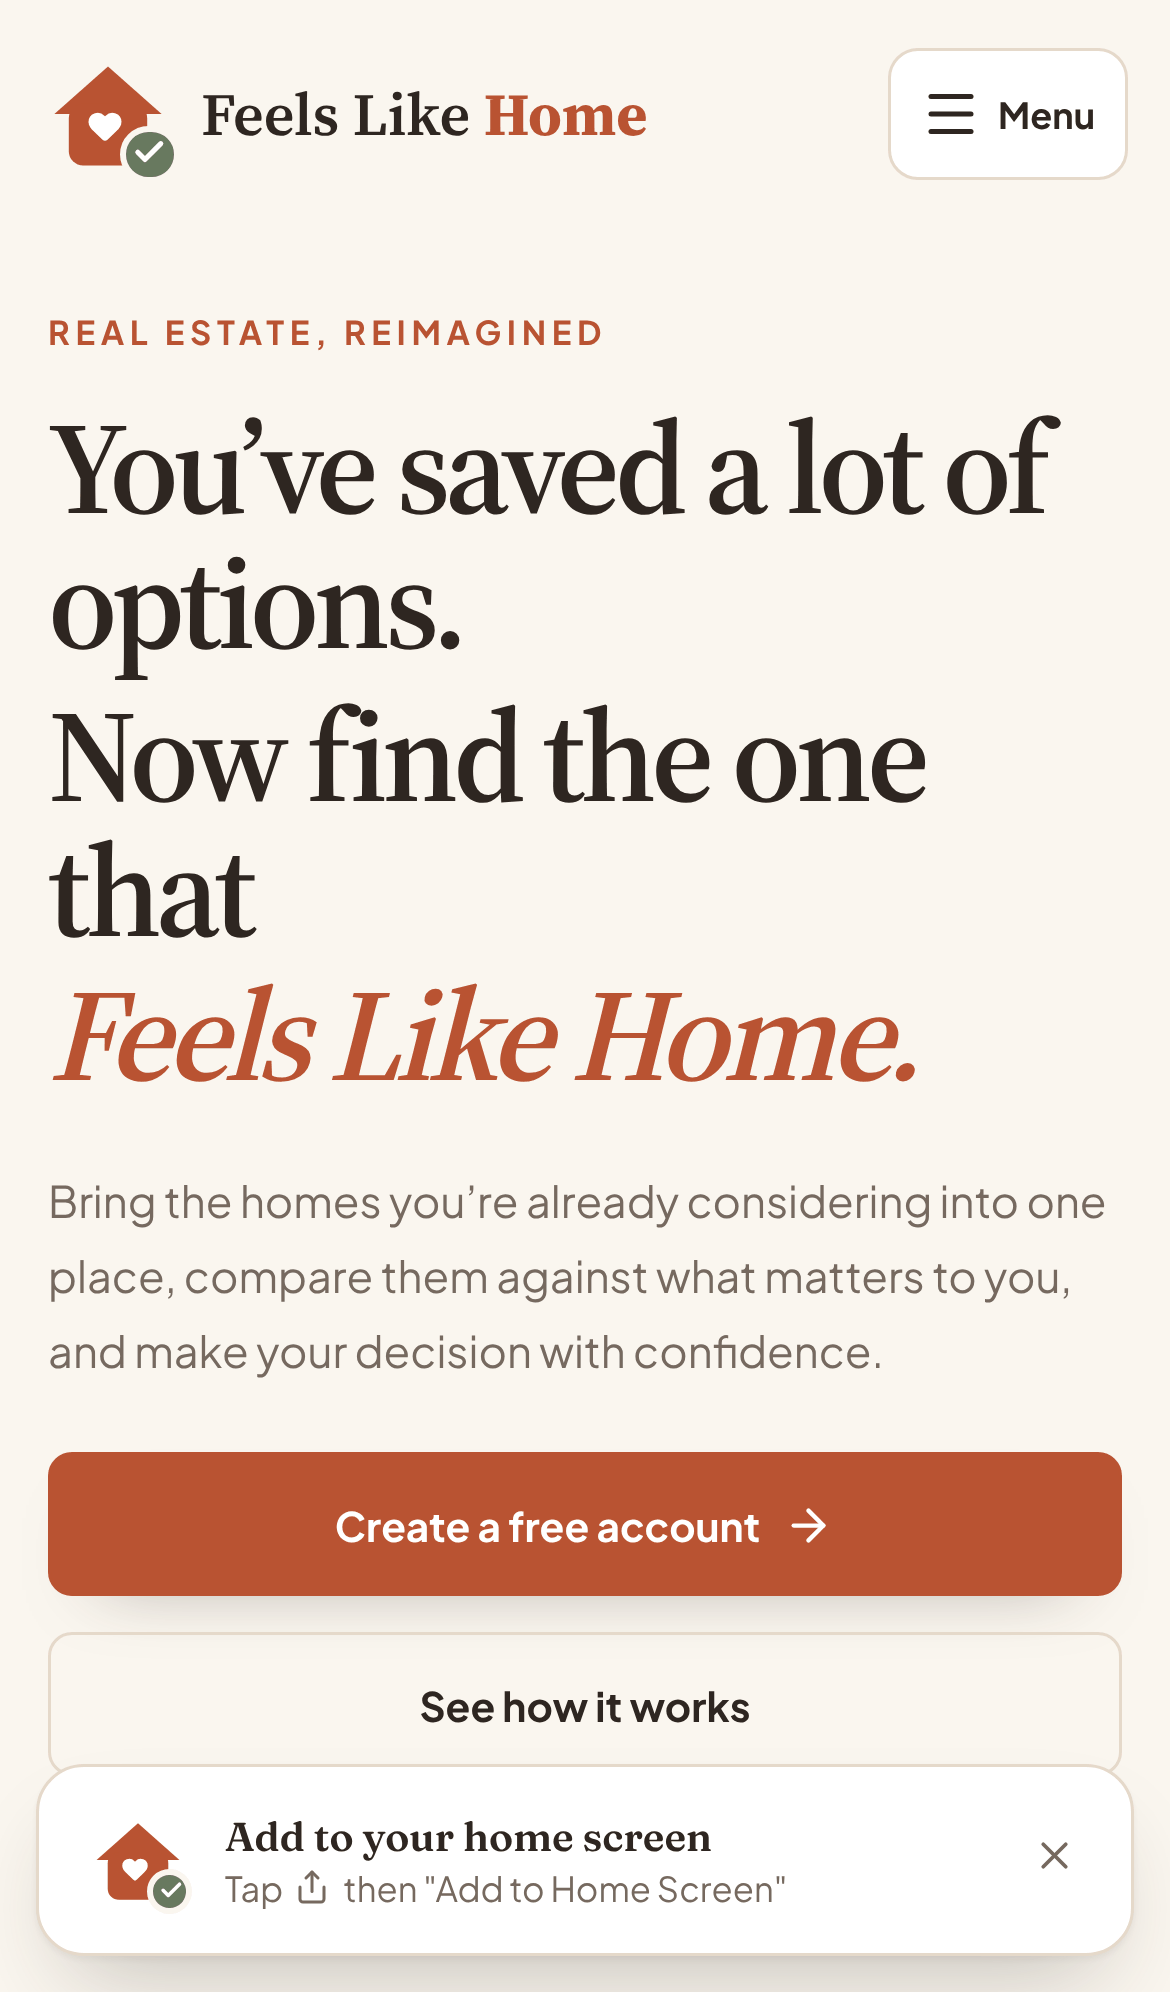 Feels Like Home
Menu
REAL ESTATE, REIMAGINED
You’ve saved a lot of
options.
Now find the one
that
Feels Like Home.
Bring the homes you’re already considering into one
place, compare them against what matters to you,
and make your decision with confidence.
Create a free account
See how it works
Add to your home screen
Tap then "Add to Home Screen"